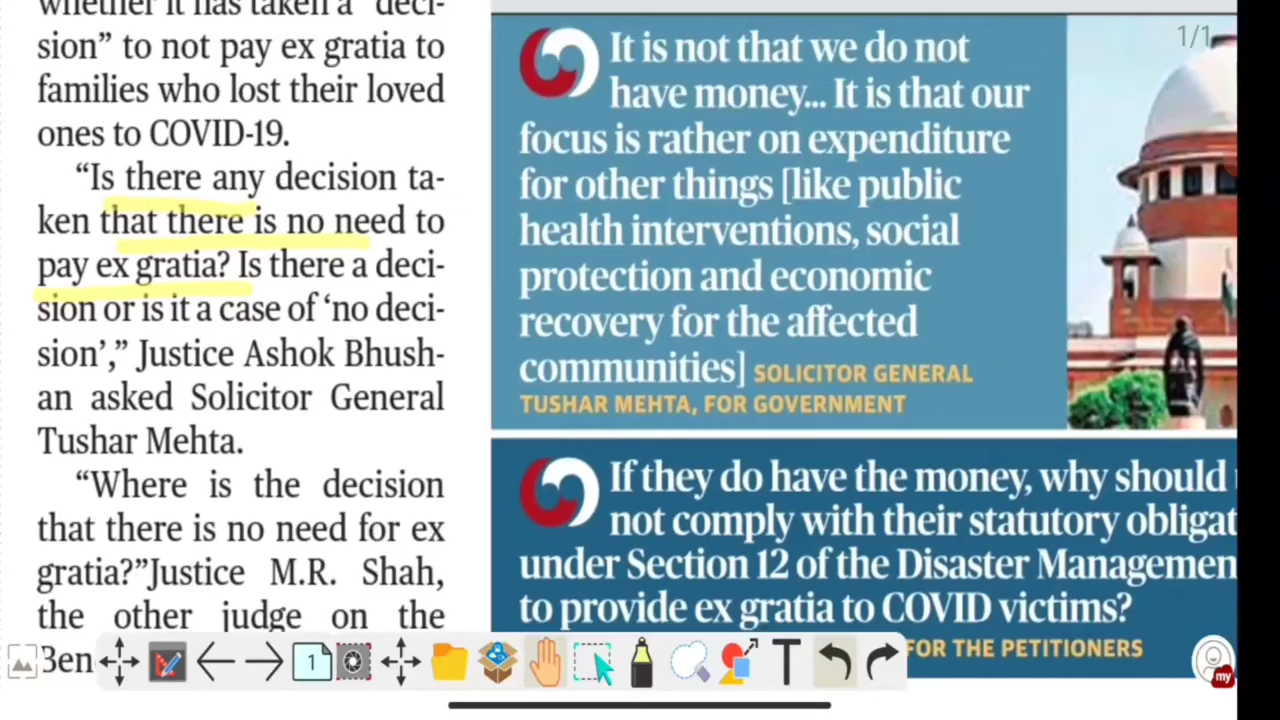 whether it has taken a "deci-
sion" to not pay ex gratia to
families who lost their loved
ones to COVID-19.
"Is there any decision ta-
ken that there is no need to
pay ex gratia? Is there a deci-
sion or is it a case of 'no deci-
sion'," Justice Ashok Bhush-
an asked Solicitor General
Tushar Mehta.
"Where is the decision
that there is no need for ex
gratia?"Justice M.R. Shah,
the other judge on the
Ben
It is not that we do not
have money... It is that our
focus is rather on expenditure
for other things [like public
health interventions, social
protection and economic
recovery for the affected
communities] SOLICITOR GENERAL
TUSHAR MEHTA, FOR GOVERNMENT
If they do have the money, why should
not comply with their statutory obligat
under Section 12 of the Disaster Managemen
to provide ex gratia to COVID victims?
FOR THE PETITIONERS
1/1
1
T
my